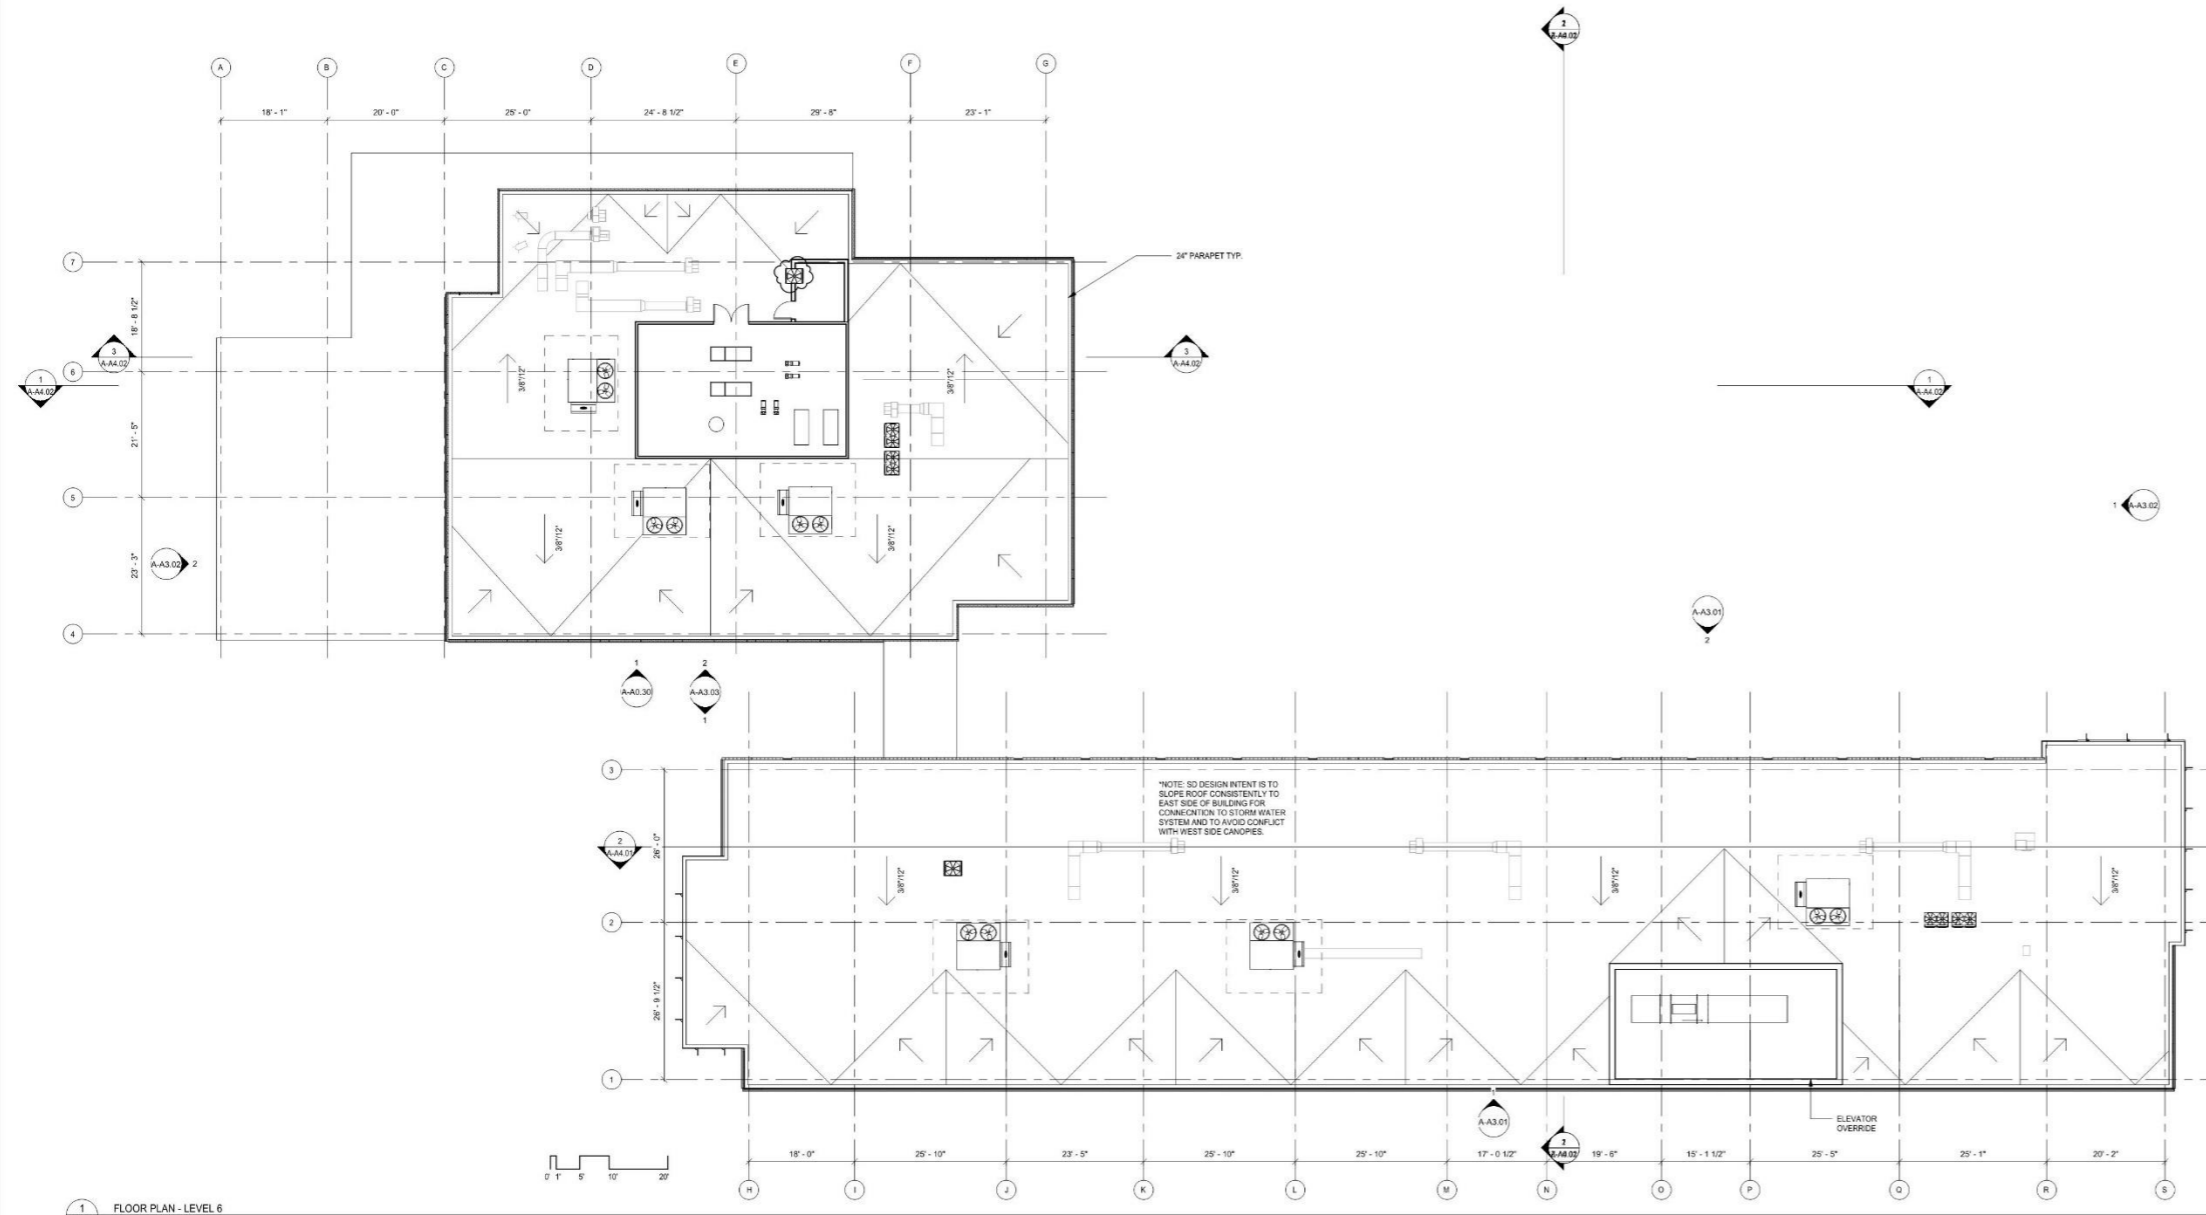 2
A B C D E F G
18' - 1" 20' - 0" 25' - 0" 24' - 8 1/2" 29' - 8" 23' - 1"
7
24" PARAPET TYP.
18' - 8 1/2"
3
A-A4.02
6
1
A-A4.02
3/8"/12"
3/8"/12"
3
A-A4.02
1
A-A4.02
21' - 5"
5
1 A-A3.02
3/8"/12"
3/8"/12"
23' - 3"
A-A3.02 2
4
A-A3.01
2
1
A-A0.30
2
A-A3.03
1
3
*NOTE: SD DESIGN INTENT IS TO
SLOPE ROOF CONSISTENTLY TO
EAST SIDE OF BUILDING FOR
CONNECNTION TO STORM WATER
SYSTEM AND TO AVOID CONFLICT
WITH WEST SIDE CANOPIES.
2
A-A4.01
26' - 0"
3/8"/12"
3/8"/12"
3/8"/12"
3/8"/12"
2
26' - 9 1/2"
1
A-A3.01
ELEVATOR
OVERRIDE
2
18' - 0" 25' - 10" 23' - 5" 25' - 10" 25' - 10" 17' - 0 1/2" 19' - 6" 15' - 1 1/2" 25' - 5" 25' - 1" 20' - 2"
0' 1' 5' 10' 20'
H I J K L M N O P Q R S
1 FLOOR PLAN - LEVEL 6